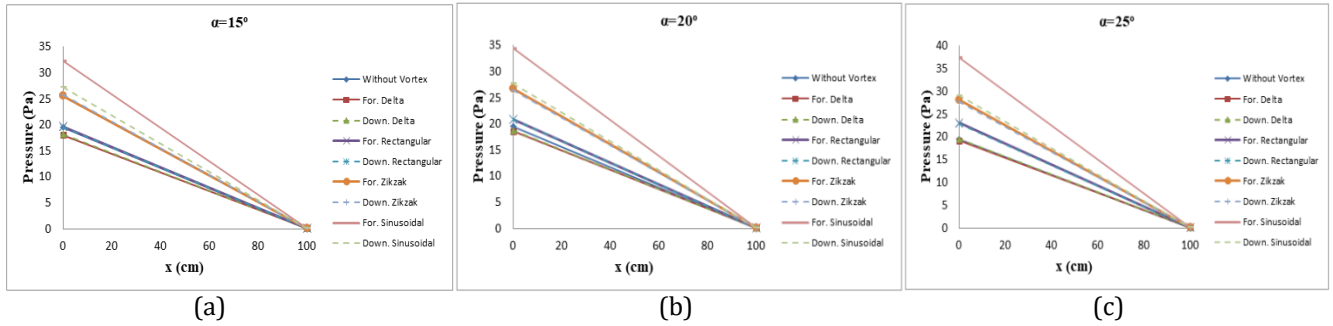 α=15°
35
30
25
20
15
10
5
0
Pressure (Pa)
0 20 40 60 80 100
x (cm)
Without Vortex
For. Delta
Down. Delta
For. Rectangular
Down. Rectangular
For. Zikzak
Down. Zikzak
For. Sinusoidal
Down. Sinusoidal
(a)
α=20°
35
30
25
20
15
10
5
0
Pressure (Pa)
0 20 40 60 80 100
x (cm)
Without Vortex
For. Delta
Down. Delta
For. Rectangular
Down. Rectangular
For. Zikzak
Down. Zikzak
For. Sinusoidal
Down. Sinusoidal
(b)
α=25°
40
35
30
25
20
15
10
5
0
Pressure (Pa)
0 20 40 60 80 100
x (cm)
Without Vortex
For. Delta
Down. Delta
For. Rectangular
Down. Rectangular
For. Zikzak
Down. Zikzak
For. Sinusoidal
Down. Sinusoidal
(c)